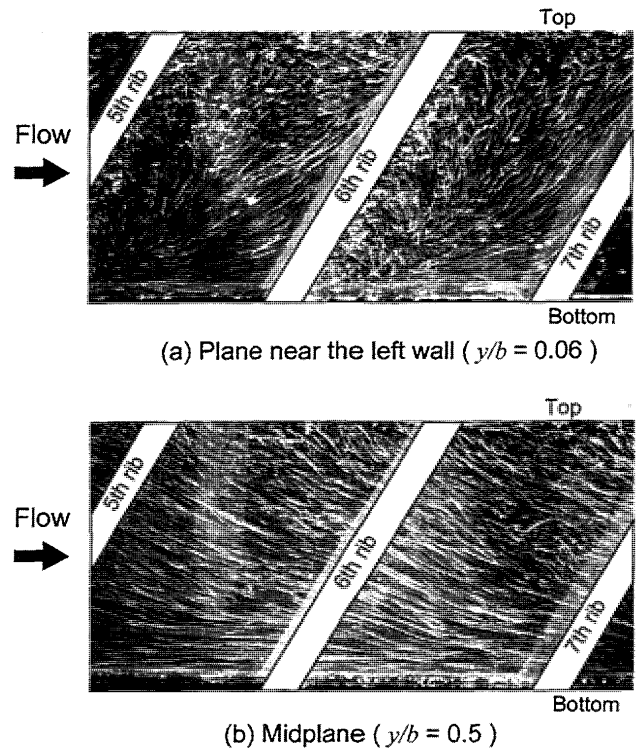 Top
5th rib
Flow
6th rib
7th rib
Bottom
(a) Plane near the left wall ( y/b = 0.06 )
Top
5th rib
Flow
6th rib
7th rib
Bottom
(b) Midplane ( y/b = 0.5 )